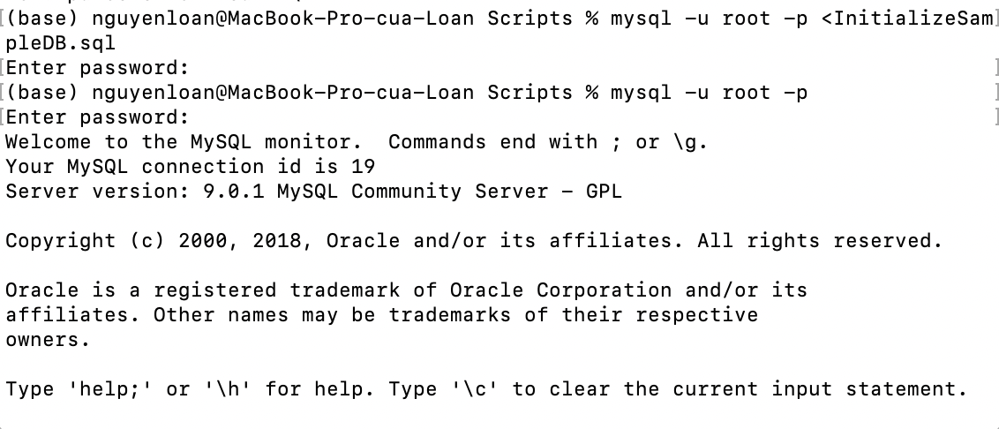 [(base) nguyenloan@MacBook-Pro-cua-Loan Scripts % mysql -u root -p <InitializeSam]
pleDB.sql
[Enter password: ]
[(base) nguyenloan@MacBook-Pro-cua-Loan Scripts % mysql -u root -p ]
[Enter password: ]
Welcome to the MySQL monitor.  Commands end with ; or \g.
Your MySQL connection id is 19
Server version: 9.0.1 MySQL Community Server - GPL
Copyright (c) 2000, 2018, Oracle and/or its affiliates. All rights reserved.
Oracle is a registered trademark of Oracle Corporation and/or its
affiliates. Other names may be trademarks of their respective
owners.
Type 'help;' or '\h' for help. Type '\c' to clear the current input statement.